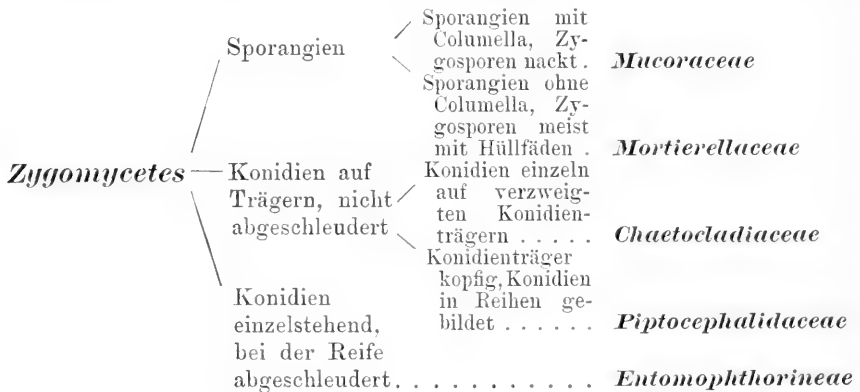 Zygomycetes
Sporangien
Sporangien mit
Columella, Zy-
gosporen nackt . Mucoraceae
Sporangien ohne
Columella, Zy-
gosporen meist
mit Hüllfäden . Mortierellaceae
Konidien auf
Trägern, nicht
abgeschleudert
Konidien einzeln
auf verzweig-
ten Konidien-
trägern . . . . . Chaetocladiaceae
Konidienträger
kopfig, Konidien
in Reihen ge-
bildet . . . . . . Piptocephalidaceae
Konidien
einzelstehend,
bei der Reife
abgeschleudert . . . . . . . . . . . . Entomophthorineae